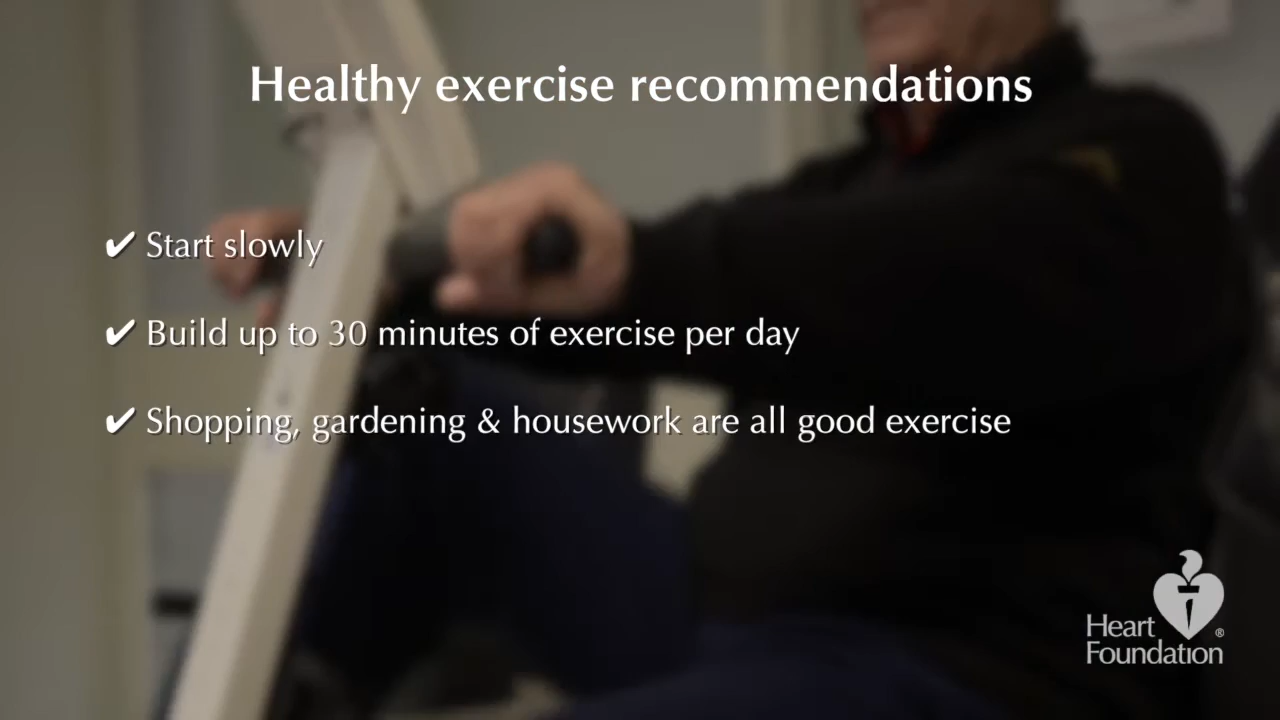 Healthy exercise recommendations
✔ Start slowly
✔ Build up to 30 minutes of exercise per day
✔ Shopping, gardening & housework are all good exercise
Heart
Foundation®